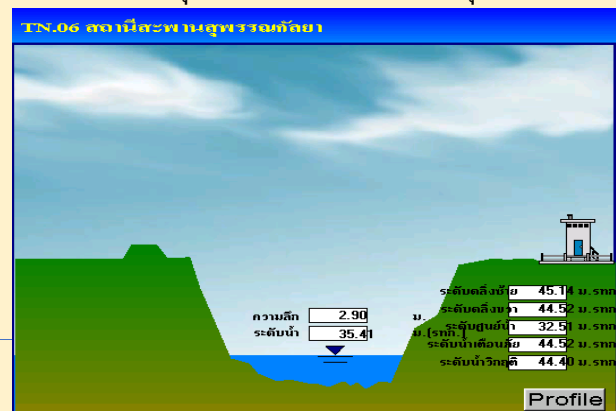 TN.06 สถานีสะพานสุพรรณกัลยา
ความลึก 2.90 ม.
ระดับน้ำ 35.41 ม.(รทก.)
ระดับตลิ่งซ้าย 45.14 ม.รทก
ระดับตลิ่งขวา 44.52 ม.รทก
ระดับศูนย์น้ำ 32.51 ม.รทก
ระดับน้ำเตือนภัย 44.52 ม.รทก
ระดับน้ำวิกฤติ 44.40 ม.รทก
Profile